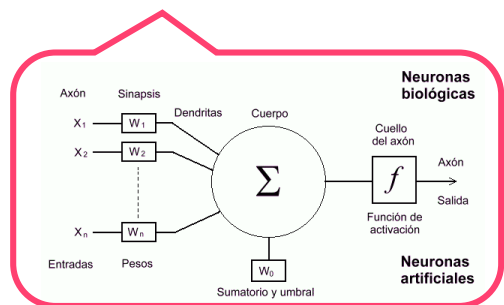 Neuronas
biológicas
Axón
Sinapsis
Dendritas
Cuerpo
Cuello
del axón
X1
W1
X2
W2
Σ
f
Axón
Salida
Función de
activación
Xn
Wn
W0
Entradas
Pesos
Sumatorio y umbral
Neuronas
artificiales